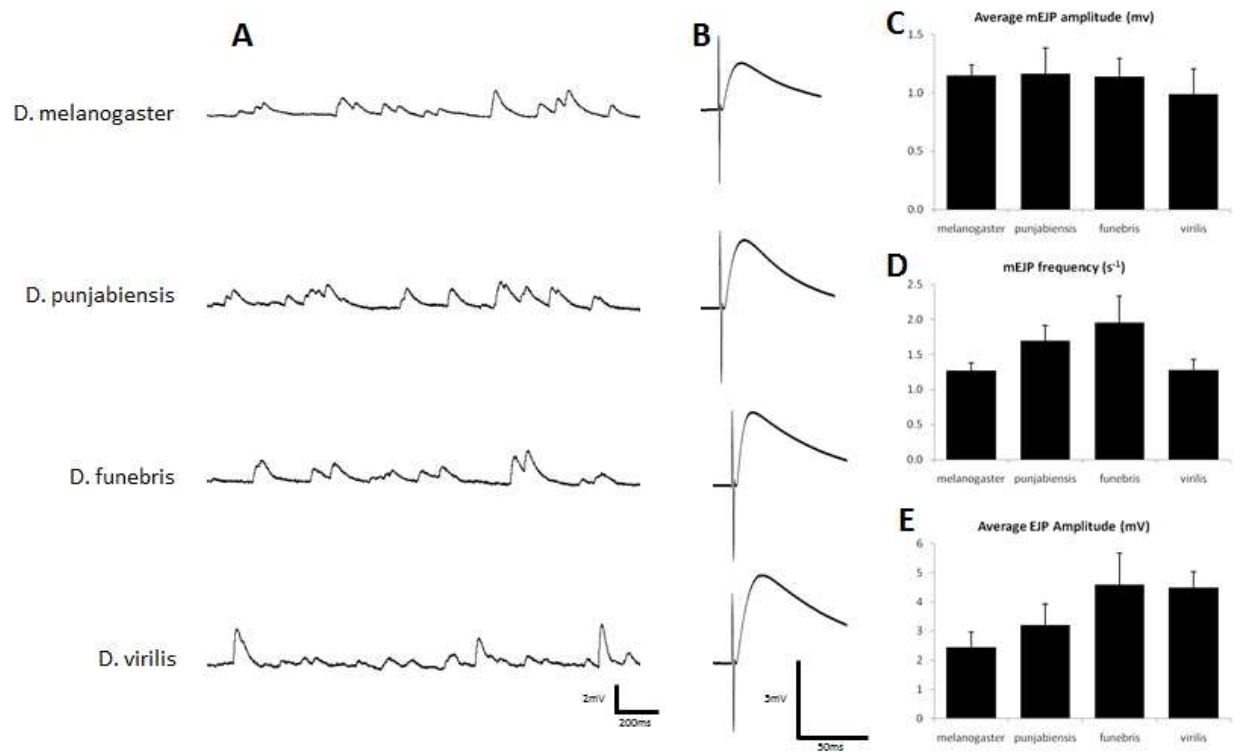 A
D. melanogaster
D. punjabiensis
D. funebris
D. virilis
2mV
200ms
B
5mV
50ms
C
Average mEJP amplitude (mv)
1.5
1.0
0.5
0.0
melanogaster punjabiensis funebris virilis
D
mEJP frequency (s⁻¹)
2.5
2.0
1.5
1.0
0.5
0.0
melanogaster punjabiensis funebris virilis
E
Average EJP Amplitude (mV)
6
5
4
3
2
1
0
melanogaster punjabiensis funebris virilis